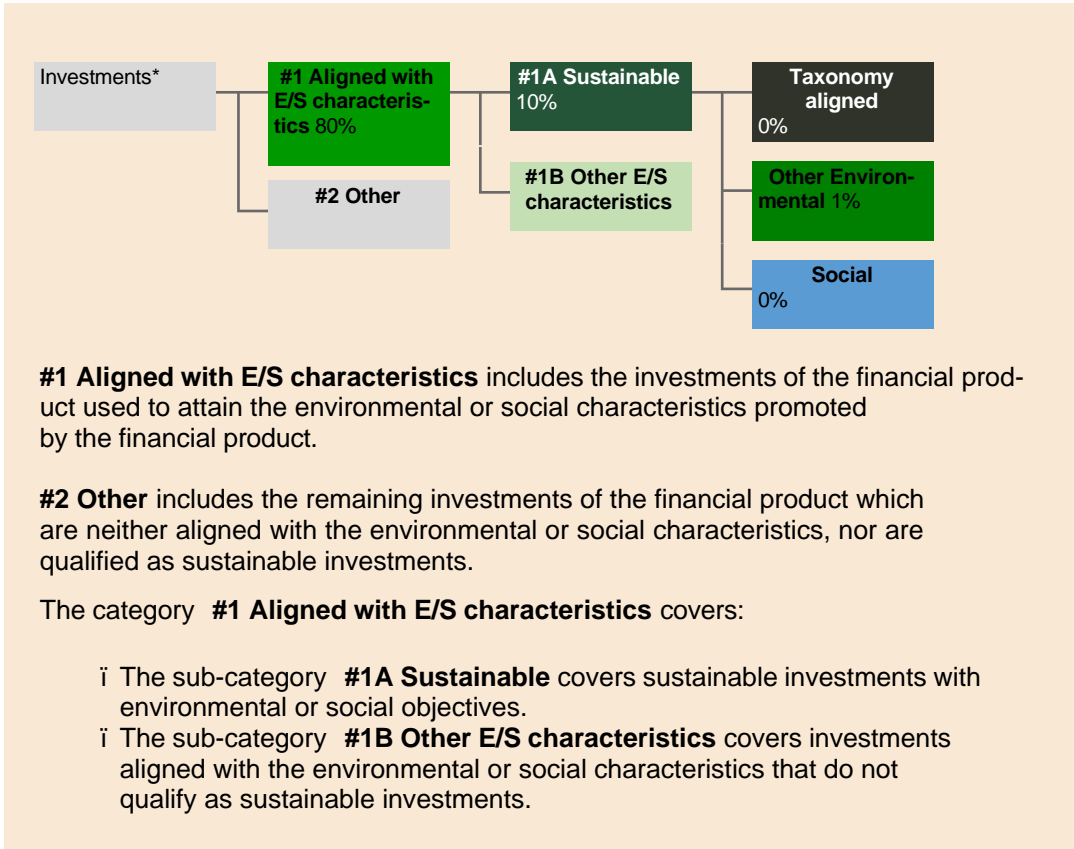 Investments*
#1 Aligned with
E/S characteris-
tics 80%
#2 Other
#1A Sustainable
10%
#1B Other E/S
characteristics
Taxonomy
aligned
0%
Other Environ-
mental 1%
Social
0%
#1 Aligned with E/S characteristics includes the investments of the financial prod-
uct used to attain the environmental or social characteristics promoted
by the financial product.
#2 Other includes the remaining investments of the financial product which
are neither aligned with the environmental or social characteristics, nor are
qualified as sustainable investments.
The category #1 Aligned with E/S characteristics covers:
ï The sub-category #1A Sustainable covers sustainable investments with
environmental or social objectives.
ï The sub-category #1B Other E/S characteristics covers investments
aligned with the environmental or social characteristics that do not
qualify as sustainable investments.